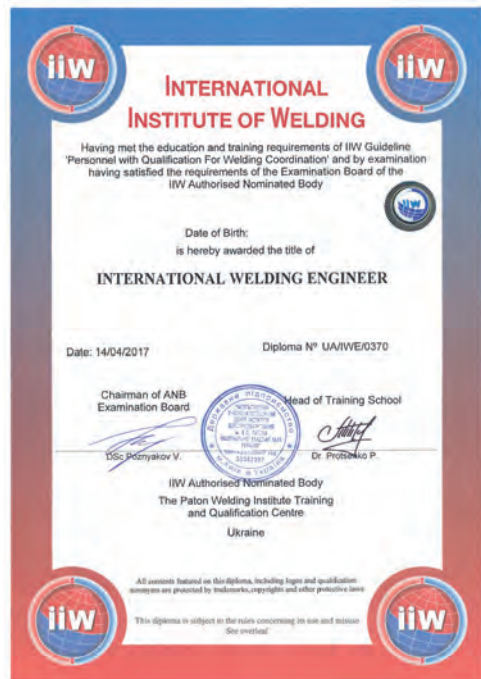 iiw
iiw
INTERNATIONAL
INSTITUTE OF WELDING
Having met the education and training requirements of IIW Guideline
'Personnel with Qualification For Welding Coordination' and by examination
having satisfied the requirements of the Examination Board of the
IIW Authorised Nominated Body
iiw
Date of Birth:
is hereby awarded the title of
INTERNATIONAL WELDING ENGINEER
Date: 14/04/2017
Diploma Nº UA/IWE/0370
Chairman of ANB
Examination Board
Head of Training School
Державне підприємство
м. Київ Україна
DSc Poznyakov V.
Dr. Protsenko P.
IIW Authorised Nominated Body
The Paton Welding Institute Training
and Qualification Centre
Ukraine
All contents featured on this diploma, including logos and qualification
acronyms are protected by trademarks, copyrights and other protective laws
This diploma is subject to the rules concerning its use and misuse
See overleaf
iiw
iiw